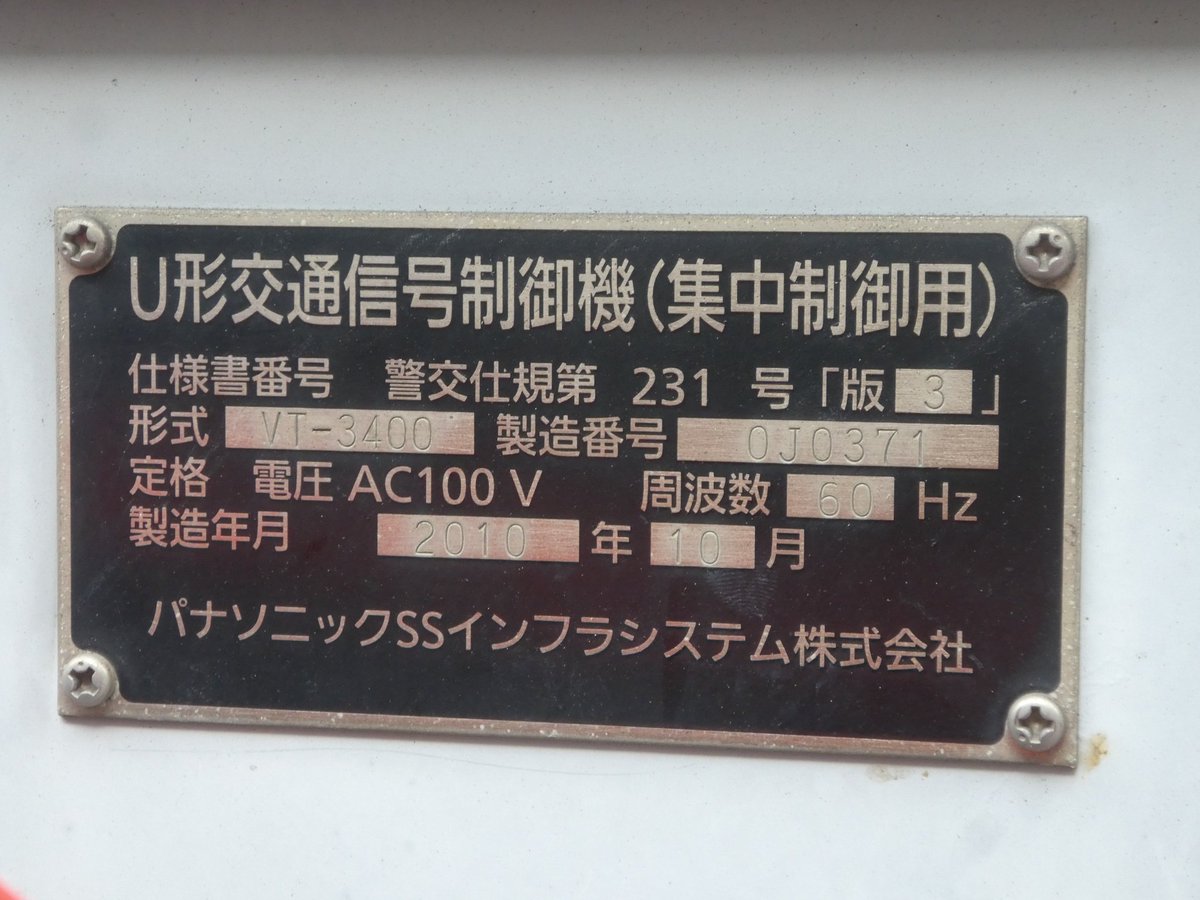 U形交通信号制御機(集中制御用)
仕様書番号 警交仕規第 231 号「版 3 」
形式 VT-3400 製造番号 0J0371
定格 電圧 AC100 V 周波数 60 Hz
製造年月 2010 年 10 月
パナソニックSSインフラシステム株式会社